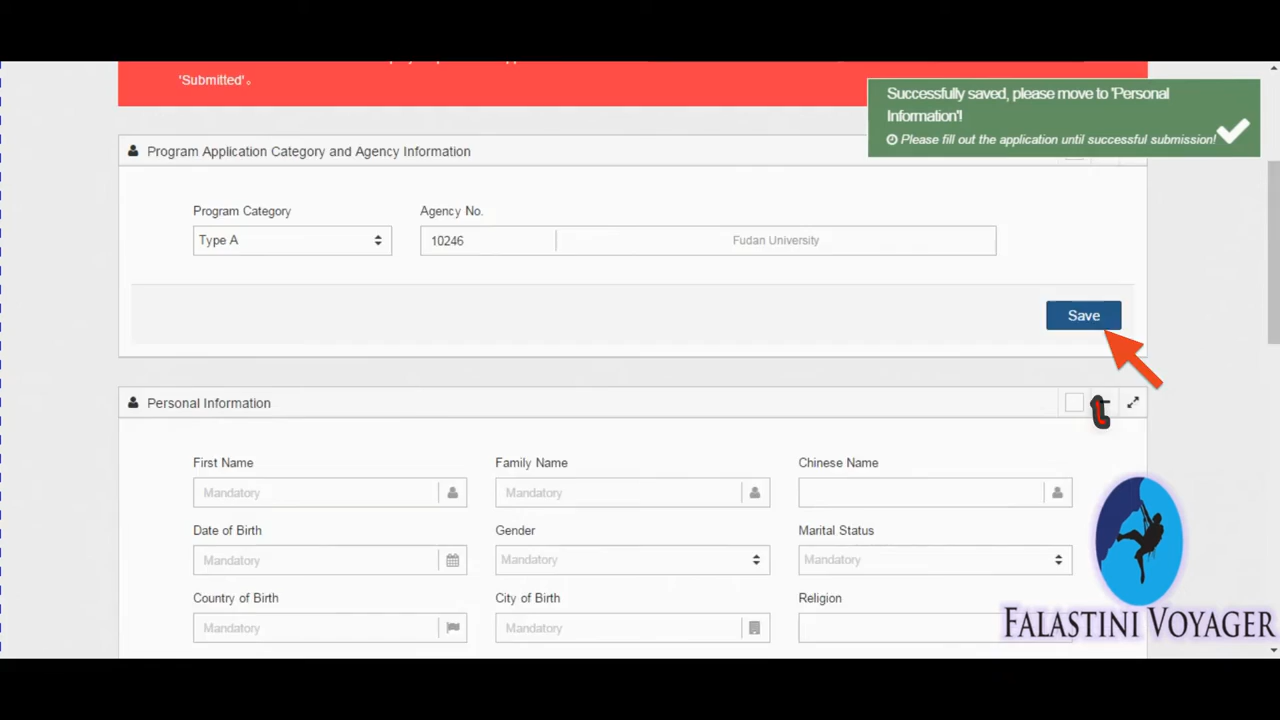 'Submitted'。
Successfully saved, please move to 'Personal
Information'!
Please fill out the application until successful submission!
Program Application Category and Agency Information
Program Category
Agency No.
Type A
10246
Fudan University
Save
Personal Information
t
First Name
Family Name
Chinese Name
Mandatory
Mandatory
Date of Birth
Gender
Marital Status
Mandatory
Mandatory
Mandatory
Country of Birth
City of Birth
Religion
Mandatory
Mandatory
FALASTINI VOYAGER